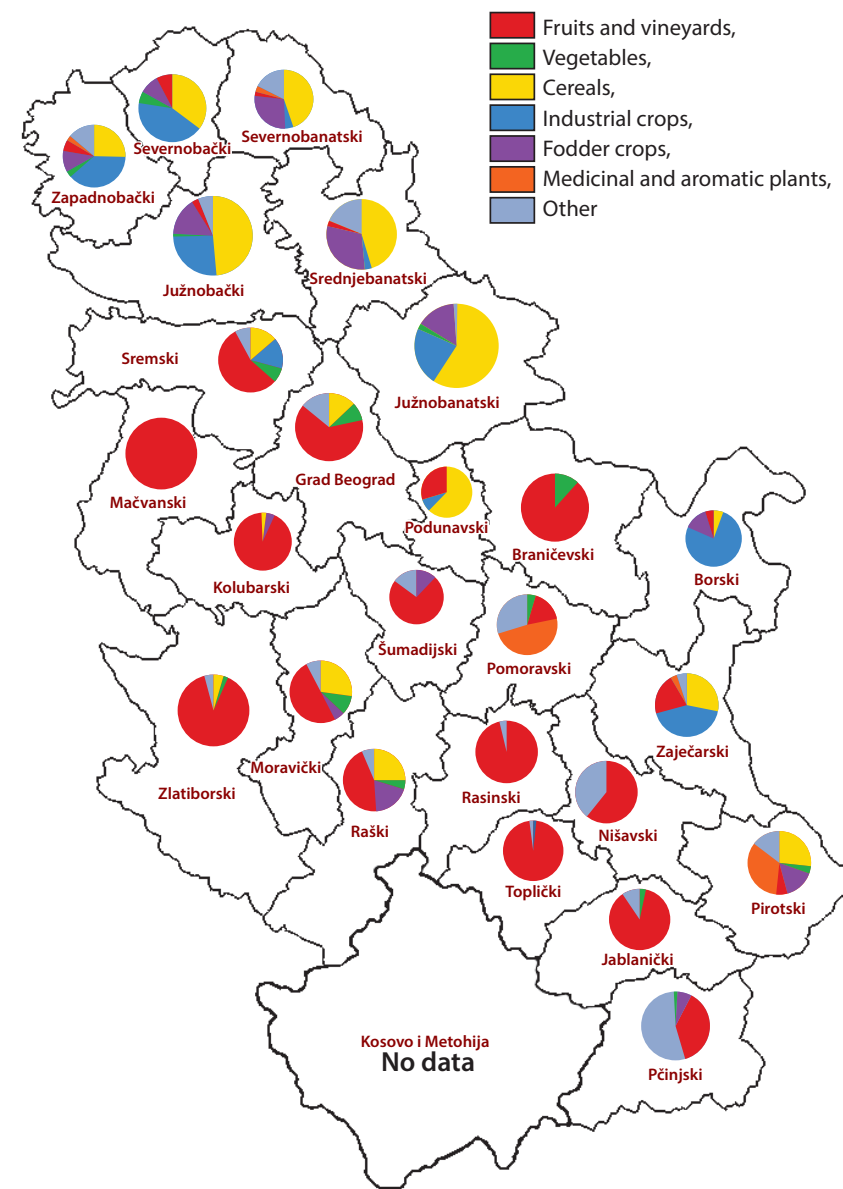 Fruits and vineyards,
Vegetables,
Cereals,
Industrial crops,
Fodder crops,
Medicinal and aromatic plants,
Other
Severnobački
Severnobanatski
Zapadnobački
Južnobački
Srednjebanatski
Sremski
Južnobanatski
Grad Beograd
Mačvanski
Podunavski
Braničevski
Kolubarski
Borski
Šumadijski
Pomoravski
Zaječarski
Moravički
Zlatiborski
Rasinski
Raški
Nišavski
Toplički
Pirotski
Jablanički
Kosovo i Metohija
No data
Pčinjski